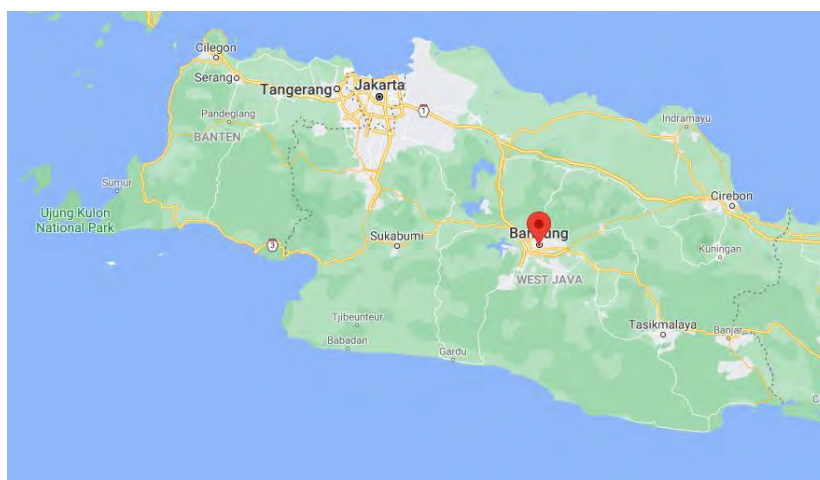 Cilegon
Serang
Tangerang
Jakarta
Pandeglang
1
Indramayu
BANTEN
Sumur
Cirebon
Ujung Kulon
National Park
Sukabumi
3
Bandung
Kuningan
WEST JAVA
Tjibeunteur
Tasikmalaya
Banjar
Babadan
Gardu
C